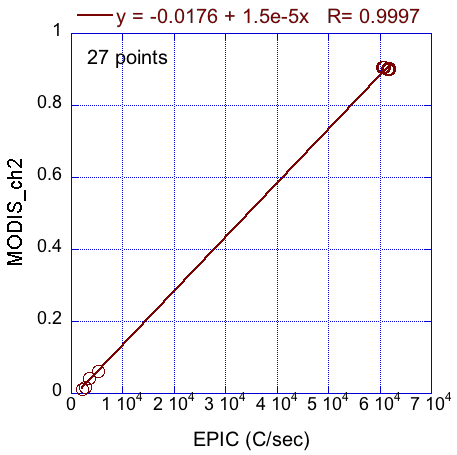 y = -0.0176 + 1.5e-5x R= 0.9997
27 points
1
0.8
0.6
0.4
0.2
0
MODIS_ch2
0 1 10⁴ 2 10⁴ 3 10⁴ 4 10⁴ 5 10⁴ 6 10⁴ 7 10⁴
EPIC (C/sec)